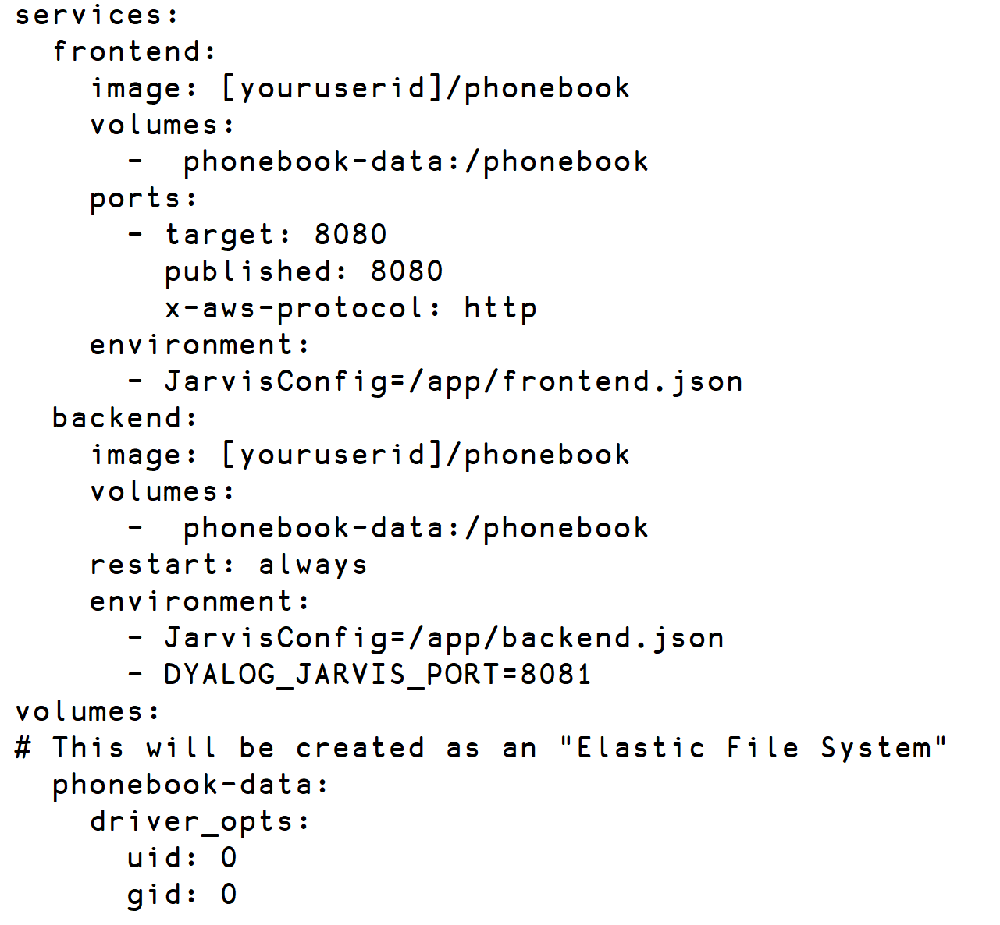 services:
  frontend:
    image: [youruserid]/phonebook
    volumes:
      -  phonebook-data:/phonebook
    ports:
      - target: 8080
        published: 8080
        x-aws-protocol: http
    environment:
      - JarvisConfig=/app/frontend.json
  backend:
    image: [youruserid]/phonebook
    volumes:
      -  phonebook-data:/phonebook
    restart: always
    environment:
      - JarvisConfig=/app/backend.json
      - DYALOG_JARVIS_PORT=8081
volumes:
# This will be created as an "Elastic File System"
  phonebook-data:
    driver_opts:
      uid: 0
      gid: 0